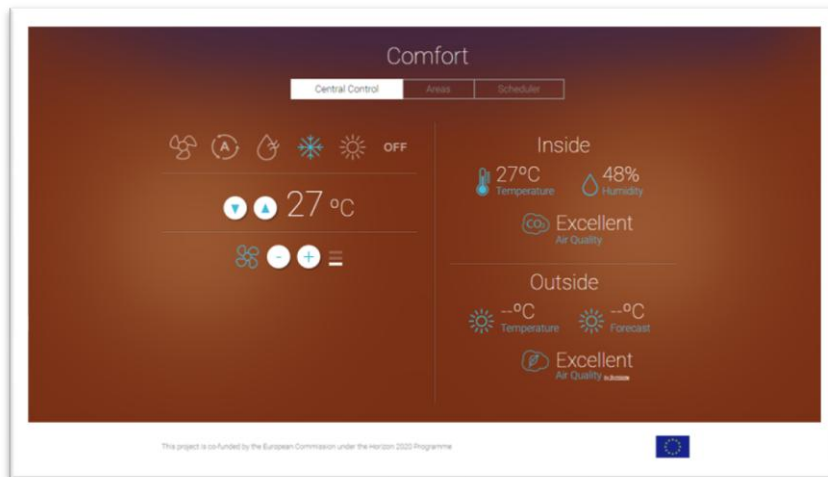 Comfort
Central Control Areas Scheduler
A OFF
27 ºC
- +
Inside
27ºC 48%
Temperature Humidity
CO₂ Excellent
Air Quality
Outside
--ºC --ºC
Temperature Forecast
Excellent
Air Quality
This project is co-funded by the European Commission under the Horizon 2020 Programme